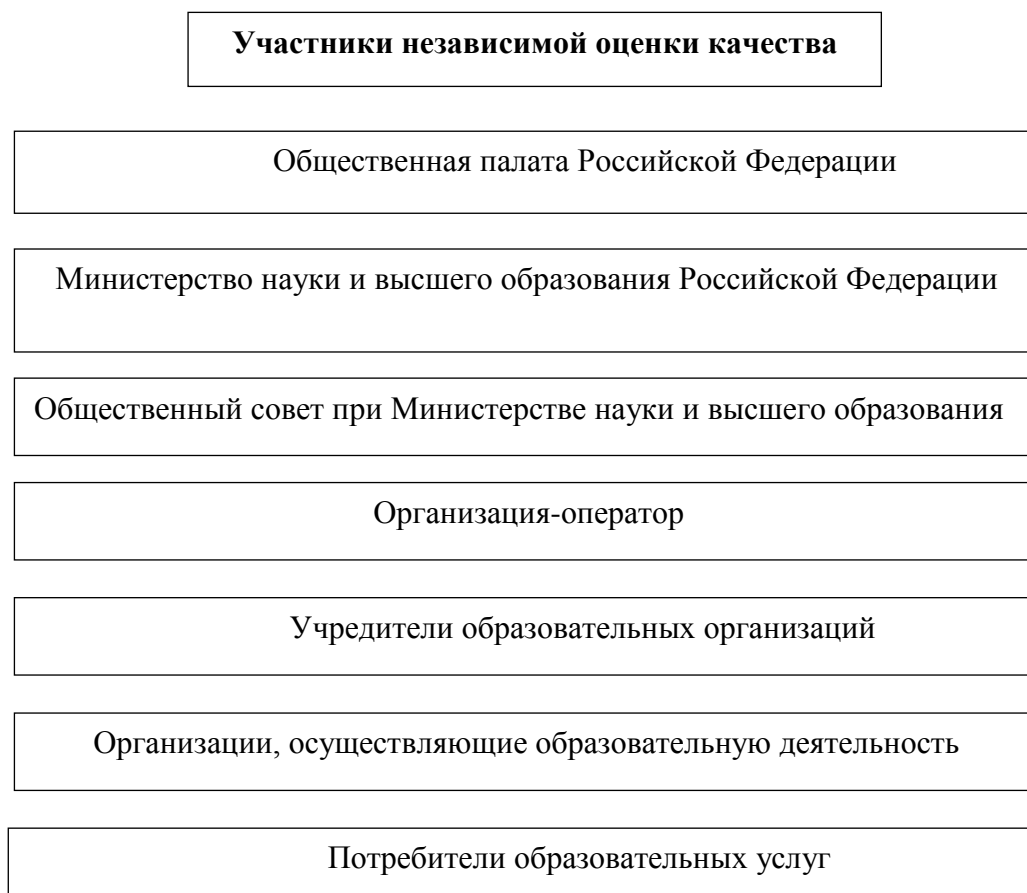 Участники независимой оценки качества
Общественная палата Российской Федерации
Министерство науки и высшего образования Российской Федерации
Общественный совет при Министерстве науки и высшего образования
Организация-оператор
Учредители образовательных организаций
Организации, осуществляющие образовательную деятельность
Потребители образовательных услуг